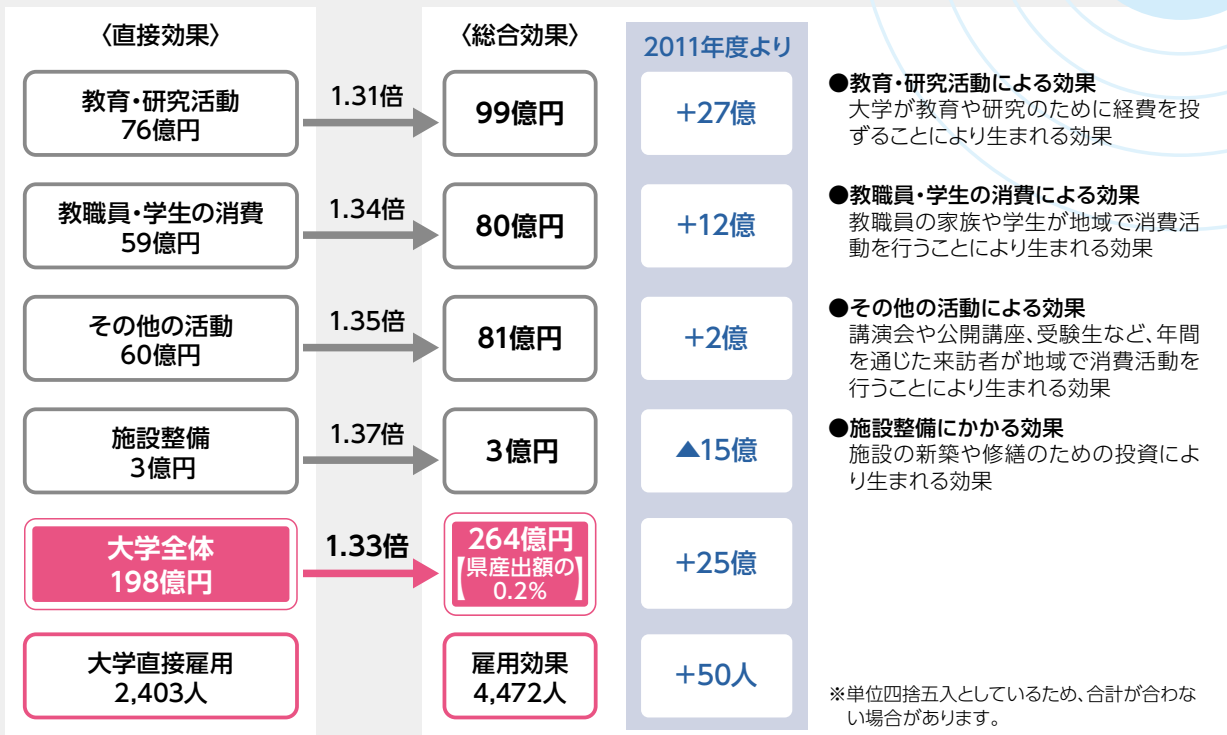 〈直接効果〉
〈総合効果〉
2011年度より
教育・研究活動
76億円
1.31倍
99億円
+27億
●教育・研究活動による効果
大学が教育や研究のために経費を投
ずることにより生まれる効果
教職員・学生の消費
59億円
1.34倍
80億円
+12億
●教職員・学生の消費による効果
教職員の家族や学生が地域で消費活
動を行うことにより生まれる効果
その他の活動
60億円
1.35倍
81億円
+2億
●その他の活動による効果
講演会や公開講座、受験生など、年間
を通じた来訪者が地域で消費活動を
行うことにより生まれる効果
施設整備
3億円
1.37倍
3億円
▲15億
●施設整備にかかる効果
施設の新築や修繕のための投資によ
り生まれる効果
大学全体
198億円
1.33倍
264億円
【県産出額の
0.2%】
+25億
大学直接雇用
2,403人
雇用効果
4,472人
+50人
※単位四捨五入としているため、合計が合わな
い場合があります。